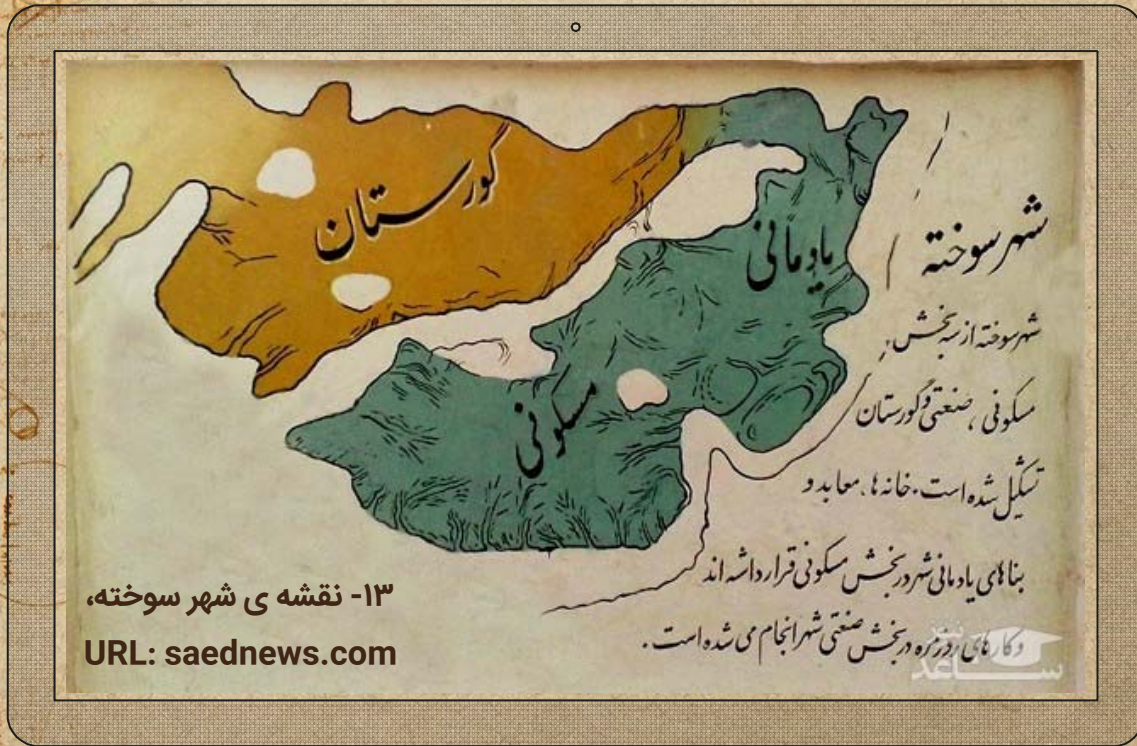 گورستان
یادمانی
مسکونی
شهر سوخته
شهر سوخته از سه بخش،
مسکونی، صنعتی و گورستان
تشکیل شده است. خانه ها، معابد و
بناهای یادمانی شهر در بخش مسکونی قرار داشته اند
و کارهای روزمره در بخش صنعتی شهر انجام می شده است.
۱۳- نقشه ی شهر سوخته،
URL: saednews.com
ساعد